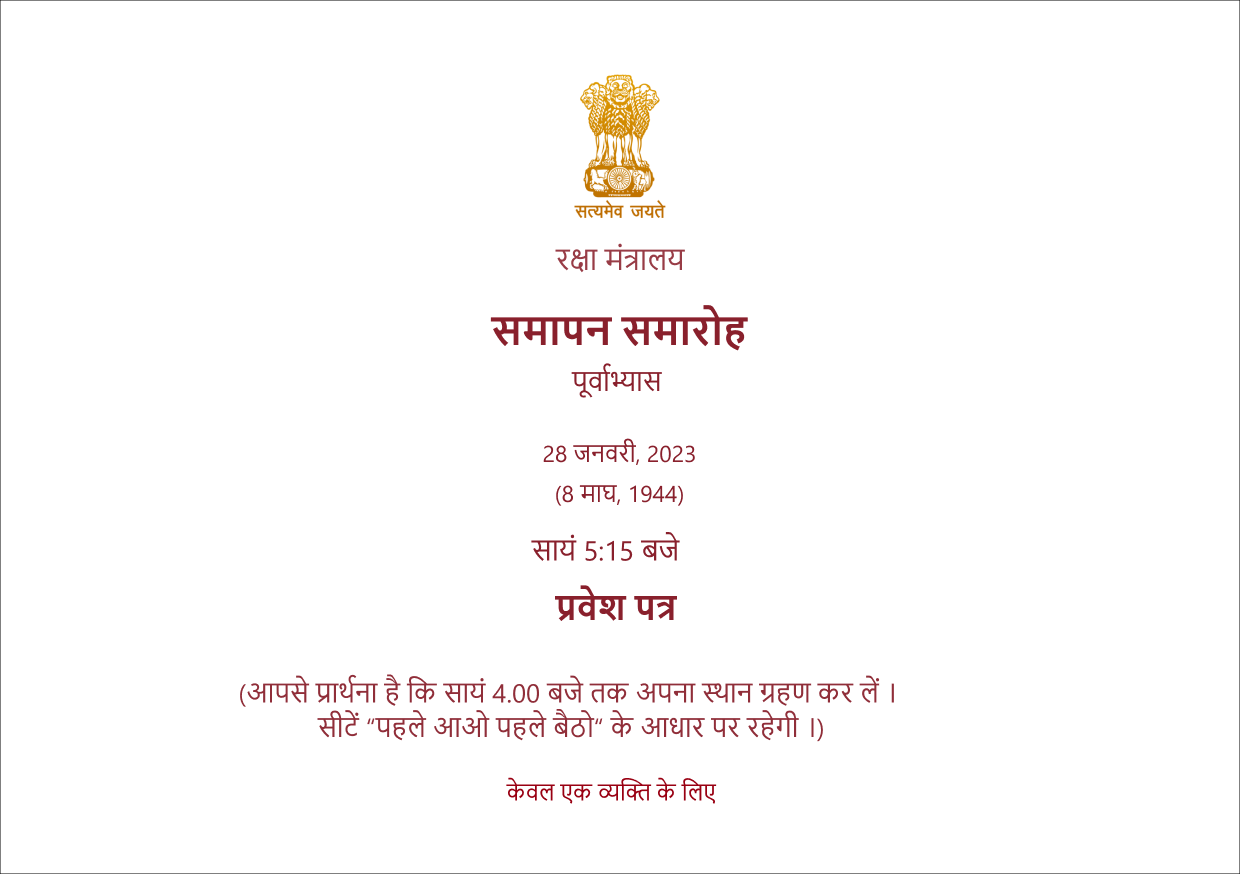 सत्यमेव जयते
रक्षा मंत्रालय
समापन समारोह
पूर्वाभ्यास
28 जनवरी, 2023
(8 माघ, 1944)
सायं 5:15 बजे
प्रवेश पत्र
(आपसे प्रार्थना है कि सायं 4.00 बजे तक अपना स्थान ग्रहण कर लें ।
सीटें “पहले आओ पहले बैठो“ के आधार पर रहेगी ।)
केवल एक व्यक्ति के लिए